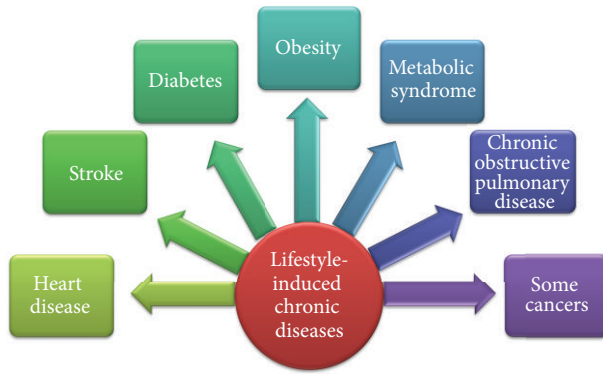 Obesity
Diabetes
Metabolic
syndrome
Stroke
Chronic
obstructive
pulmonary
disease
Heart
disease
Lifestyle-
induced
chronic
diseases
Some
cancers